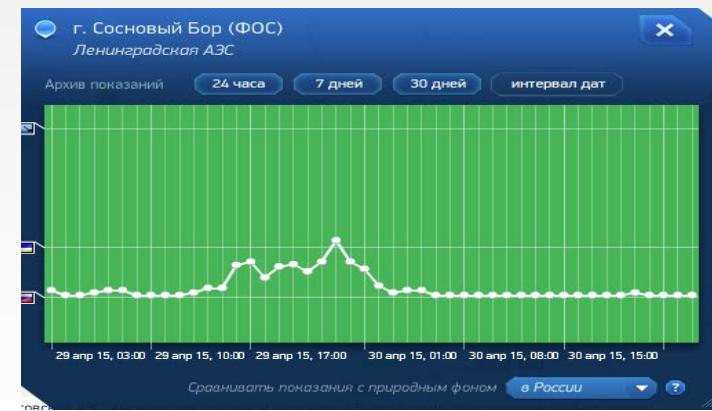 г. Сосновый Бор (ФОС)
Ленинградская АЭС
Архив показаний 24 часа 7 дней 30 дней интервал дат
29 апр 15, 03:00 29 апр 15, 10:00 29 апр 15, 17:00 30 апр 15, 01:00 30 апр 15, 08:00 30 апр 15, 15:00
Сравнивать показания с природным фоном в России ?